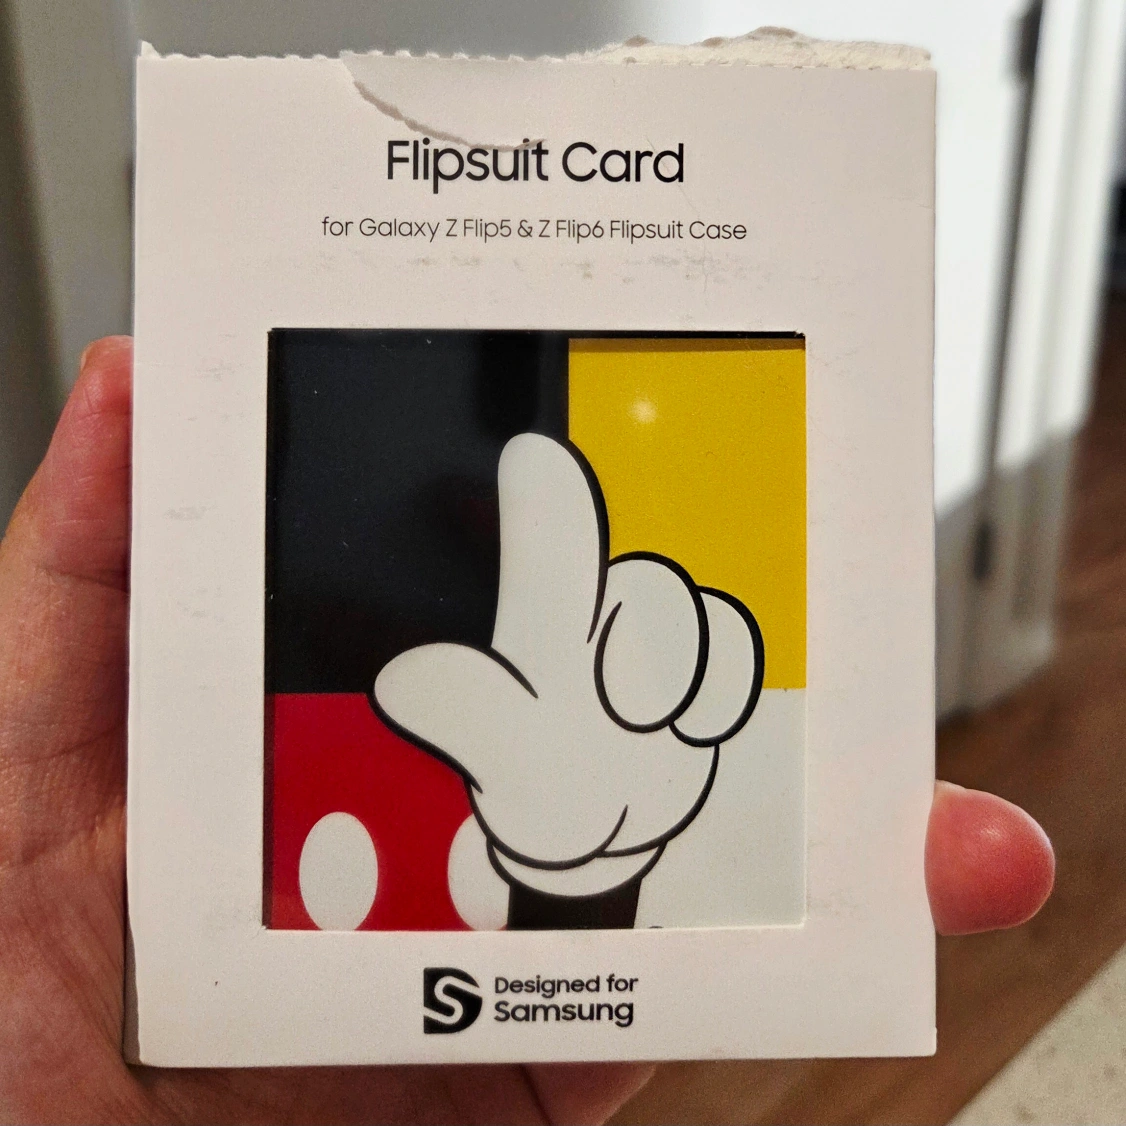 Flipsuit Card
for Galaxy Z Flip5 & Z Flip6 Flipsuit Case
Designed for
Samsung